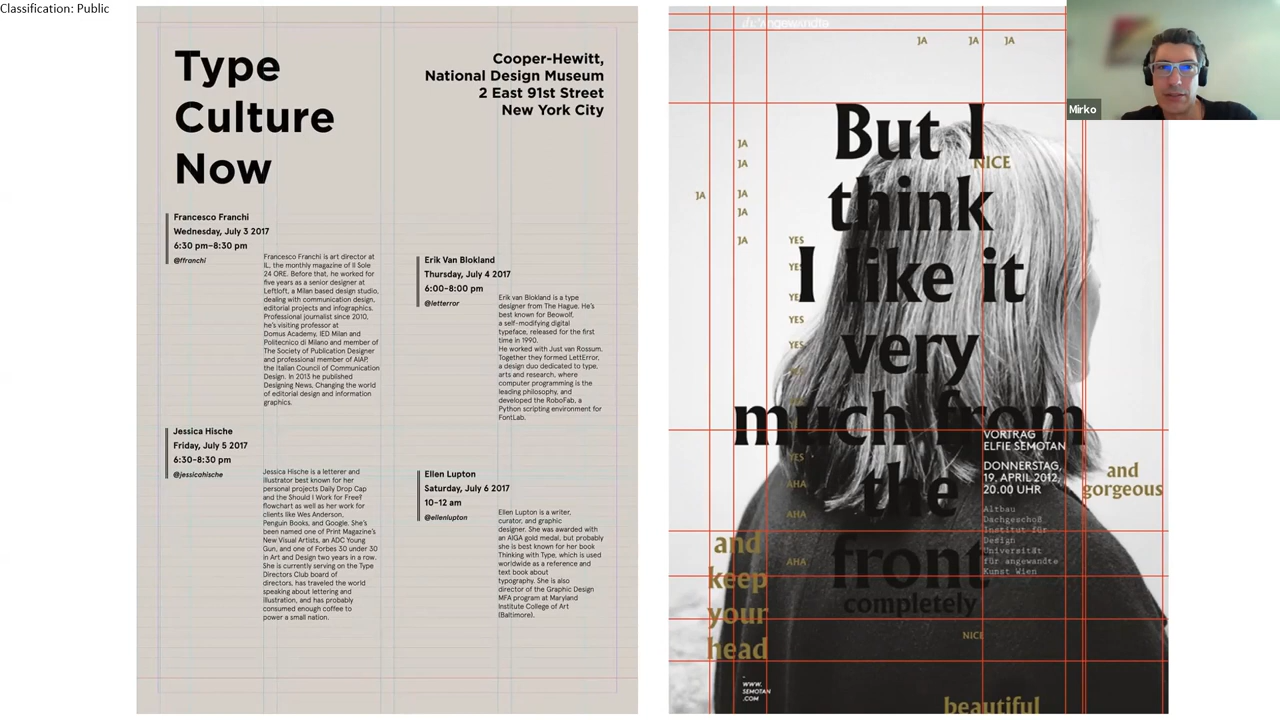 Classification: Public
Type
Culture
Now
Cooper-Hewitt,
National Design Museum
2 East 91st Street
New York City
Francesco Franchi
Wednesday, July 3 2017
6:30 pm–8:30 pm
@ffranchi
Francesco Franchi is art director at
IL, the monthly magazine of Il Sole
24 ORE. Before that, he worked for
five years as a senior designer at
Leftloft, a Milan based design studio,
dealing with communication design,
editorial projects and infographics.
Professional journalist since 2010,
he's visiting professor at
Domus Academy, IED Milan and
Politecnico di Milano and member of
The Society of Publication Designer
and professional member of AIAP,
the Italian Council of Communication
Design. In 2013 he published
Designing News, Changing the world
of editorial design and information
graphics.
Erik Van Blokland
Thursday, July 4 2017
6:00–8:00 pm
@letterror
Erik van Blokland is a type
designer from The Hague. He's
best known for Beowolf,
a self-modifying digital
typeface, released for the first
time in 1990.
He worked with Just van Rossum.
Together they formed LettError,
a design duo dedicated to type,
arts and research, where
computer programming is the
leading philosophy, and
developed the RoboFab, a
Python scripting environment for
FontLab.
Jessica Hische
Friday, July 5 2017
6:30-8:30 pm
@jessicahische
Jessica Hische is a letterer and
illustrator best known for her
personal projects Daily Drop Cap
and the Should I Work for Free?
flowchart as well as her work for
clients like Wes Anderson,
Penguin Books, and Google. She's
been named one of Print Magazine's
New Visual Artists, an ADC Young
Gun, and one of Forbes 30 under 30
in Art and Design two years in a row.
She is currently serving on the Type
Directors Club board of
directors, has traveled the world
speaking about lettering and
illustration, and has probably
consumed enough coffee to
power a small nation.
Ellen Lupton
Saturday, July 6 2017
10–12 am
@ellenlupton
Ellen Lupton is a writer,
curator, and graphic
designer. She was awarded with
an AIGA gold medal, but probably
she is best known for her book
Thinking with Type, which is used
worldwide as a reference and
text book about
typography. She is also
director of the Graphic Design
MFA program at Maryland
Institute College of Art
(Baltimore).
di:'angewandte
JA JA JA
But I
think
I like it
very
much from
the
front
completely
NICE
JA
JA
JA
JA
JA
JA
YES
YES
YES
YES
YES
YES
AHA
AHA
AHA
VORTRAG
ELFIE SEMOTAN
DONNERSTAG,
19. APRIL 2012,
20.00 UHR
Altbau
Dachgeschoß
Institut für
Design
Universität
für angewandte
Kunst Wien
and
gorgeous
and
keep
your
head
NICE
WWW.
SEMOTAN
.COM
beautiful
Mirko